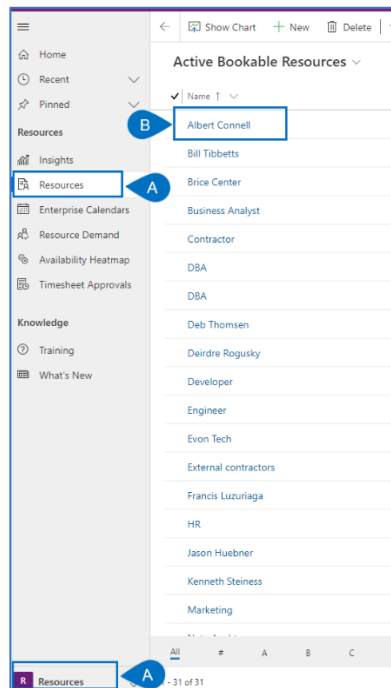 Show Chart
New
Delete
Home
Recent
Pinned
Resources
Insights
Resources
A
Enterprise Calendars
Resource Demand
Availability Heatmap
Timesheet Approvals
Knowledge
Training
What's New
Resources
R
A
Active Bookable Resources
Name
B
Albert Connell
Bill Tibbetts
Brice Center
Business Analyst
Contractor
DBA
DBA
Deb Thomsen
Deirdre Rogusky
Developer
Engineer
Evon Tech
External contractors
Francis Luzuriaga
HR
Jason Huebner
Kenneth Steiness
Marketing
All # A B C
- 31 of 31